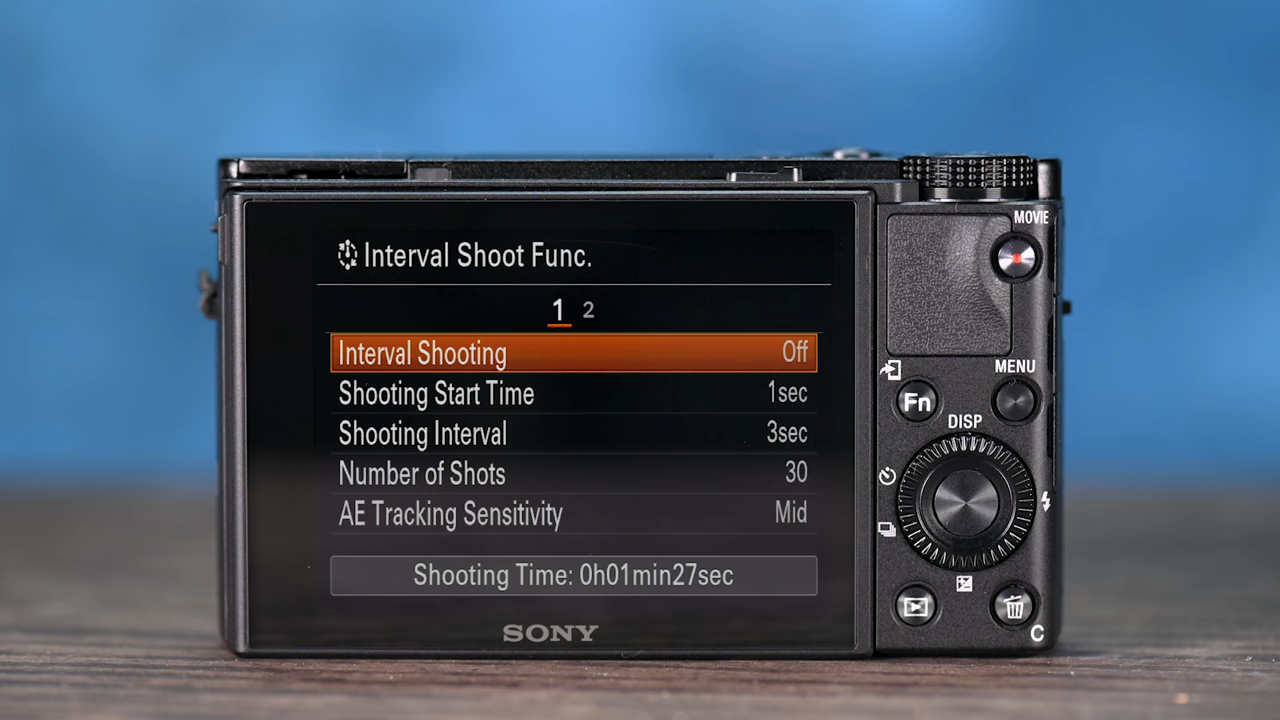 MOVIE
Interval Shoot Func.
1 2
Interval Shooting Off
Shooting Start Time 1sec
Shooting Interval 3sec
Number of Shots 30
AE Tracking Sensitivity Mid
Shooting Time: 0h01min27sec
SONY
MENU
Fn
DISP
C